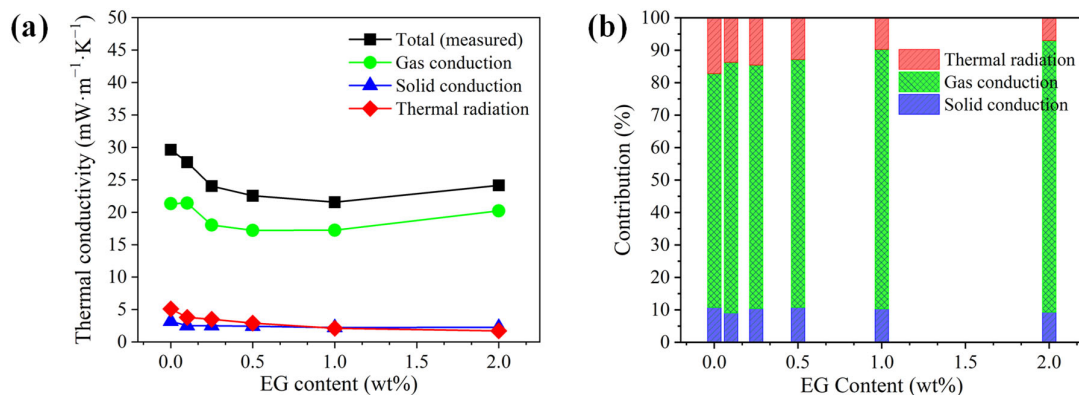 (a)
Thermal conductivity (mW·m⁻¹·K⁻¹)
50
45
40
35
30
25
20
15
10
5
0
Total (measured)
Gas conduction
Solid conduction
Thermal radiation
0.0 0.5 1.0 1.5 2.0
EG content (wt%)
(b)
Contribution (%)
100
90
80
70
60
50
40
30
20
10
0
Thermal radiation
Gas conduction
Solid conduction
0.0 0.5 1.0 1.5 2.0
EG Content (wt%)